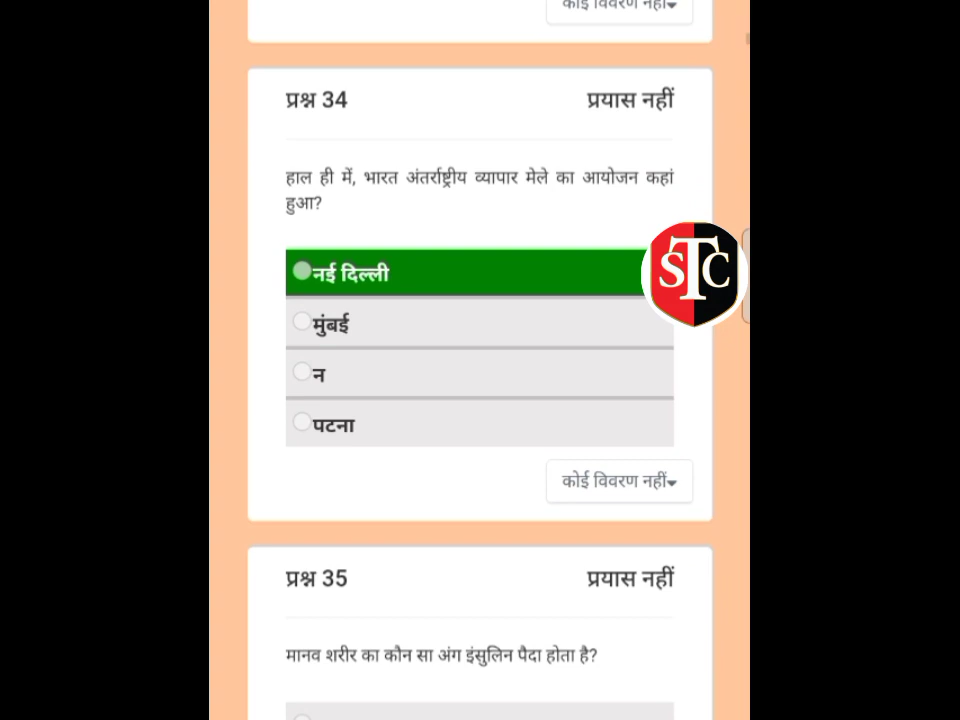 कोई विवरण नहीं
प्रश्न 34 प्रयास नहीं
हाल ही में, भारत अंतर्राष्ट्रीय व्यापार मेले का आयोजन कहां
हुआ?
नई दिल्ली
STC
मुंबई
न
पटना
कोई विवरण नहीं
प्रश्न 35 प्रयास नहीं
मानव शरीर का कौन सा अंग इंसुलिन पैदा होता है?